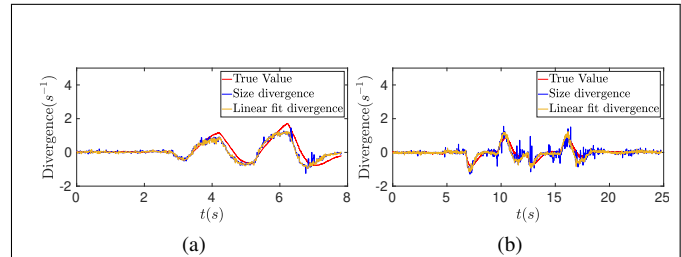 True Value
Size divergence
Linear fit divergence
Divergence(s⁻¹)
4
2
0
-2
0 2 4 6 8
t(s)
(a)
True Value
Size divergence
Linear fit divergence
Divergence(s⁻¹)
4
2
0
-2
0 5 10 15 20 25
t(s)
(b)